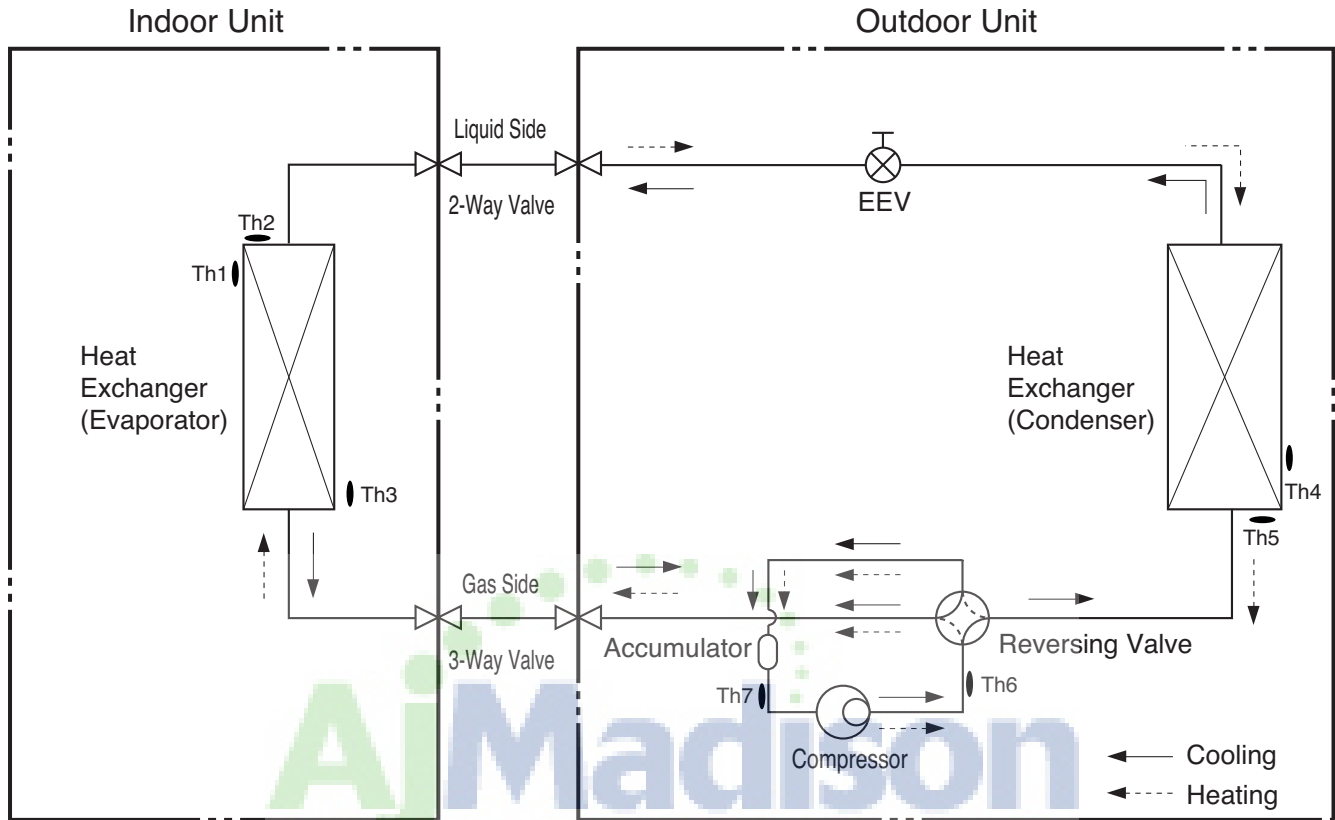 Indoor Unit
Outdoor Unit
Liquid Side
2-Way Valve
EEV
Th2
Th1
Heat
Exchanger
(Evaporator)
Th3
Heat
Exchanger
(Condenser)
Th4
Th5
Gas Side
3-Way Valve
Accumulator
Reversing Valve
Th7
Th6
Compressor
Cooling
Heating
AjMadison